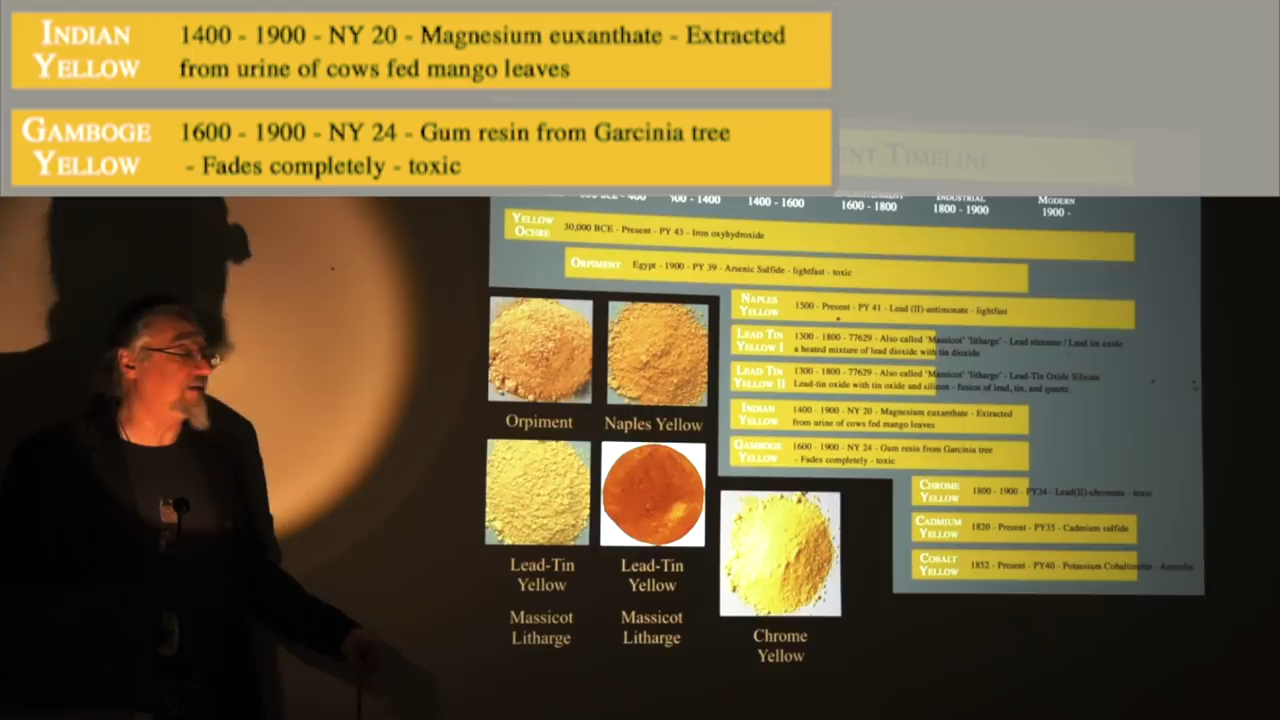 INDIAN YELLOW
1400 - 1900 - NY 20 - Magnesium euxanthate - Extracted
from urine of cows fed mango leaves
GAMBOGE YELLOW
1600 - 1900 - NY 24 - Gum resin from Garcinia tree
- Fades completely - toxic
TIMELINE
400 - 1400
1400 - 1600
1600 - 1800
INDUSTRIAL
1800 - 1900
MODERN
1900 -
YELLOW OCHRE
30,000 BCE - Present - PY 43 - Iron oxyhydroxide
ORPIMENT
Egypt - 1900 - PY 39 - Arsenic Sulfide - lightfast - toxic
NAPLES YELLOW
1500 - Present - PY 41 - Lead (II)-antimonate - lightfast
LEAD TIN YELLOW I
1300 - 1800 - 77629 - Also called 'Massicot' 'litharge' - Lead stannate / Lead tin oxide
a heated mixture of lead dioxide with tin dioxide
LEAD TIN YELLOW II
1300 - 1800 - 77629 - Also called 'Massicot' 'litharge' - Lead-Tin Oxide Silicate
Lead-tin oxide with tin oxide and silicon - fusion of lead, tin, and quartz.
INDIAN YELLOW
1400 - 1900 - NY 20 - Magnesium euxanthate - Extracted
from urine of cows fed mango leaves
GAMBOGE YELLOW
1600 - 1900 - NY 24 - Gum resin from Garcinia tree
- Fades completely - toxic
CHROME YELLOW
1800 - 1900 - PY34 - Lead(II)-chromate - toxic
CADMIUM YELLOW
1820 - Present - PY35 - Cadmium sulfide
COBALT YELLOW
1852 - Present - PY40 - Potassium - Aureolin
Orpiment
Naples Yellow
Lead-Tin
Yellow
Massicot
Litharge
Lead-Tin
Yellow
Massicot
Litharge
Chrome
Yellow